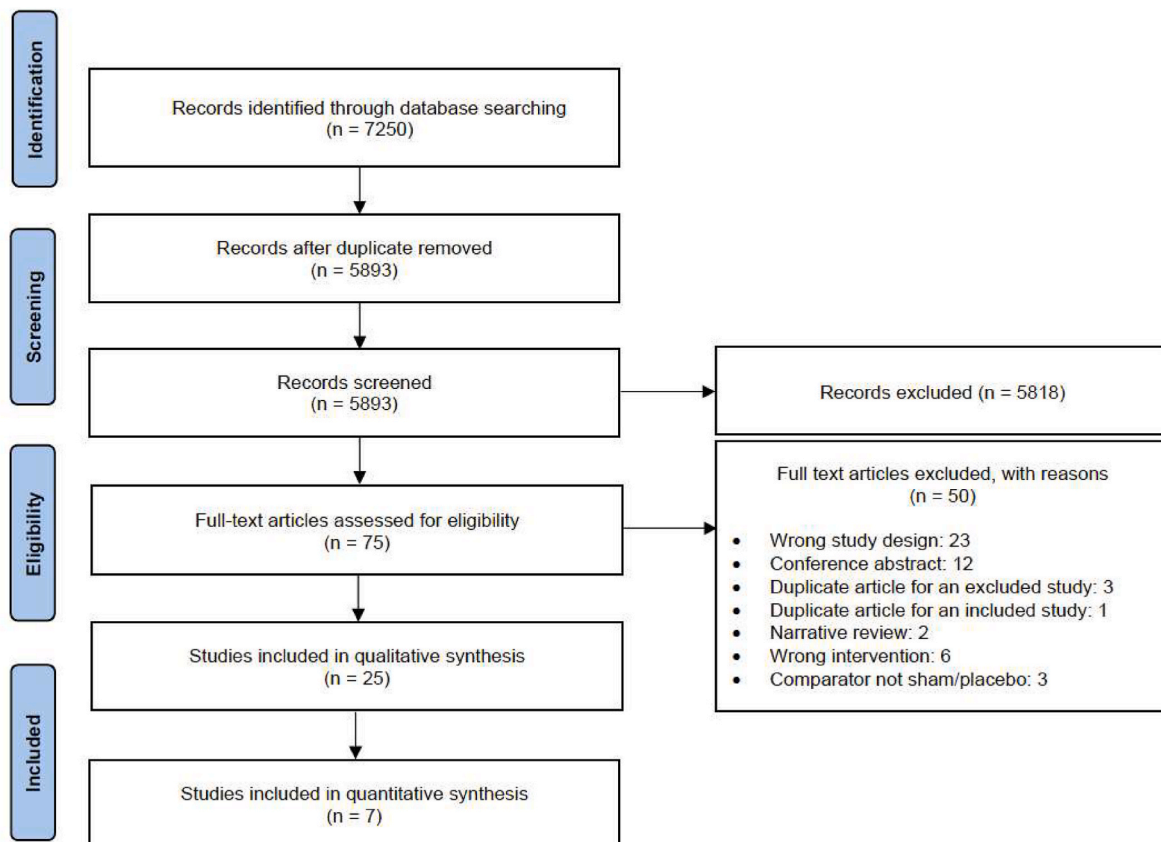 Identification
Records identified through database searching
(n = 7250)
Records after duplicate removed
(n = 5893)
Screening
Records screened
(n = 5893)
Records excluded (n = 5818)
Eligibility
Full-text articles assessed for eligibility
(n = 75)
Full text articles excluded, with reasons
(n = 50)
• Wrong study design: 23
• Conference abstract: 12
• Duplicate article for an excluded study: 3
• Duplicate article for an included study: 1
• Narrative review: 2
• Wrong intervention: 6
• Comparator not sham/placebo: 3
Studies included in qualitative synthesis
(n = 25)
Included
Studies included in quantitative synthesis
(n = 7)